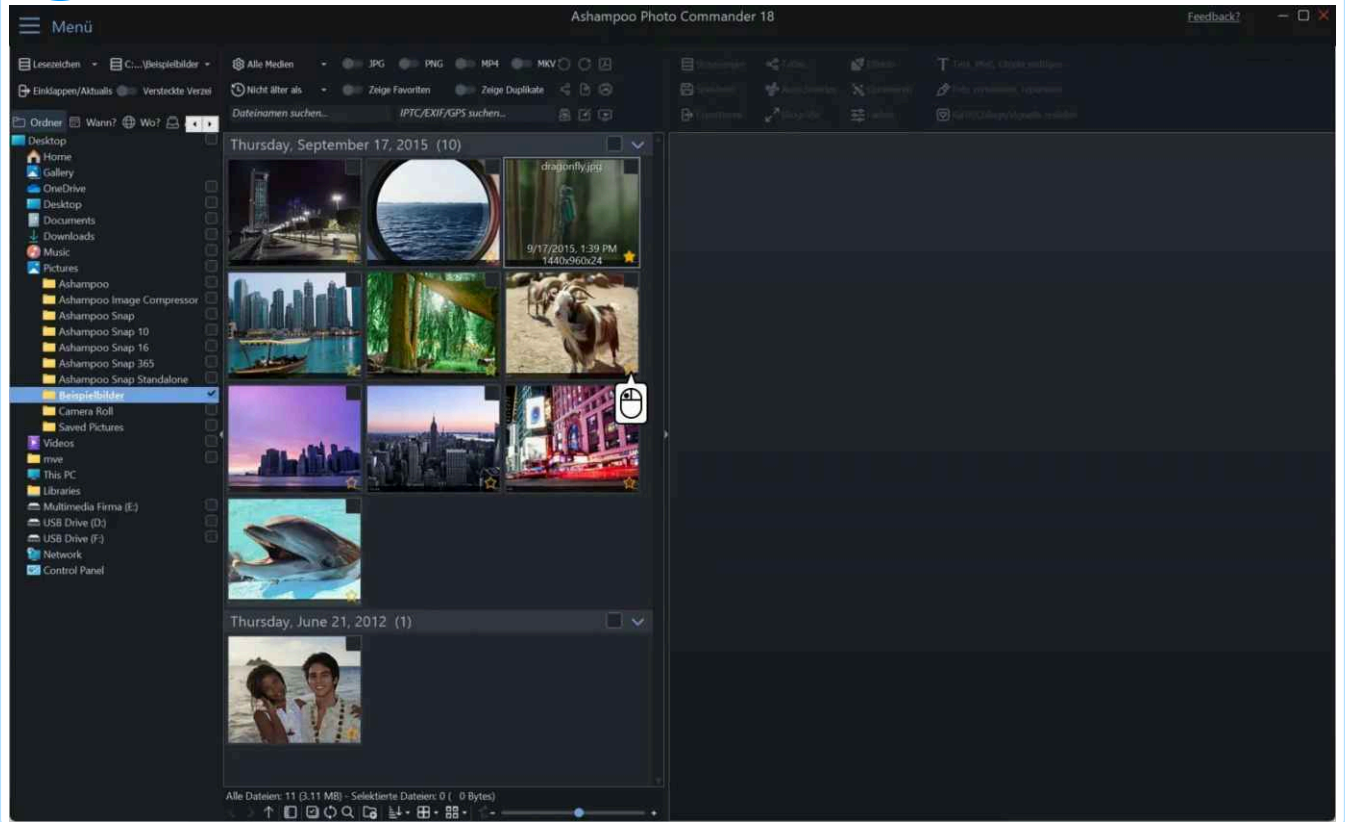 Ashampoo Photo Commander 18
Feedback?
Menü
Lesezeichen
C:...\Beispielbilder
Alle Medien
JPG
PNG
MP4
MKV
Einklappen/Aktualis
Versteckte Verzei
Nicht älter als
Zeige Favoriten
Zeige Duplikate
Dateinamen suchen...
IPTC/EXIF/GPS suchen...
Ordner
Wann?
Wo?
Desktop
Home
Gallery
OneDrive
Desktop
Documents
Downloads
Music
Pictures
Ashampoo
Ashampoo Image Compressor
Ashampoo Snap
Ashampoo Snap 10
Ashampoo Snap 16
Ashampoo Snap 365
Ashampoo Snap Standalone
Beispielbilder
Camera Roll
Saved Pictures
Videos
mve
This PC
Libraries
Multimedia Firma (E:)
USB Drive (D:)
USB Drive (F:)
Network
Control Panel
Thursday, September 17, 2015 (10)
dragonfly.jpg
9/17/2015, 1:39 PM
1440x960x24
Thursday, June 21, 2012 (1)
Alle Dateien: 11 (3.11 MB) - Selektierte Dateien: 0 ( 0 Bytes)